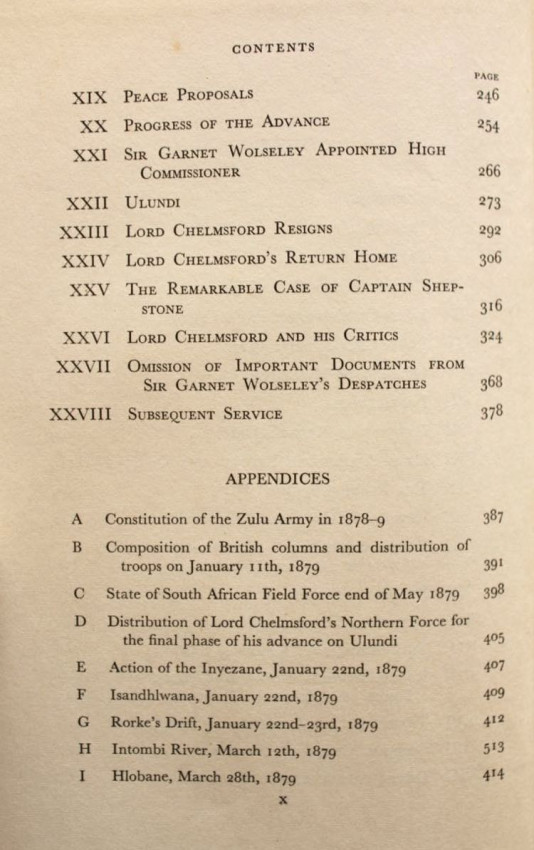 CONTENTS
PAGE
XIX PEACE PROPOSALS 246
XX PROGRESS OF THE ADVANCE 254
XXI SIR GARNET WOLSELEY APPOINTED HIGH
COMMISSIONER 266
XXII ULUNDI 273
XXIII LORD CHELMSFORD RESIGNS 292
XXIV LORD CHELMSFORD'S RETURN HOME 306
XXV THE REMARKABLE CASE OF CAPTAIN SHEP-
STONE 316
XXVI LORD CHELMSFORD AND HIS CRITICS 324
XXVII OMISSION OF IMPORTANT DOCUMENTS FROM
SIR GARNET WOLSELEY'S DESPATCHES 368
XXVIII SUBSEQUENT SERVICE 378
APPENDICES
A Constitution of the Zulu Army in 1878–9 387
B Composition of British columns and distribution of
troops on January 11th, 1879 391
C State of South African Field Force end of May 1879 398
D Distribution of Lord Chelmsford's Northern Force for
the final phase of his advance on Ulundi 405
E Action of the Inyezane, January 22nd, 1879 407
F Isandhlwana, January 22nd, 1879 409
G Rorke's Drift, January 22nd–23rd, 1879 412
H Intombi River, March 12th, 1879 513
I Hlobane, March 28th, 1879 414
x